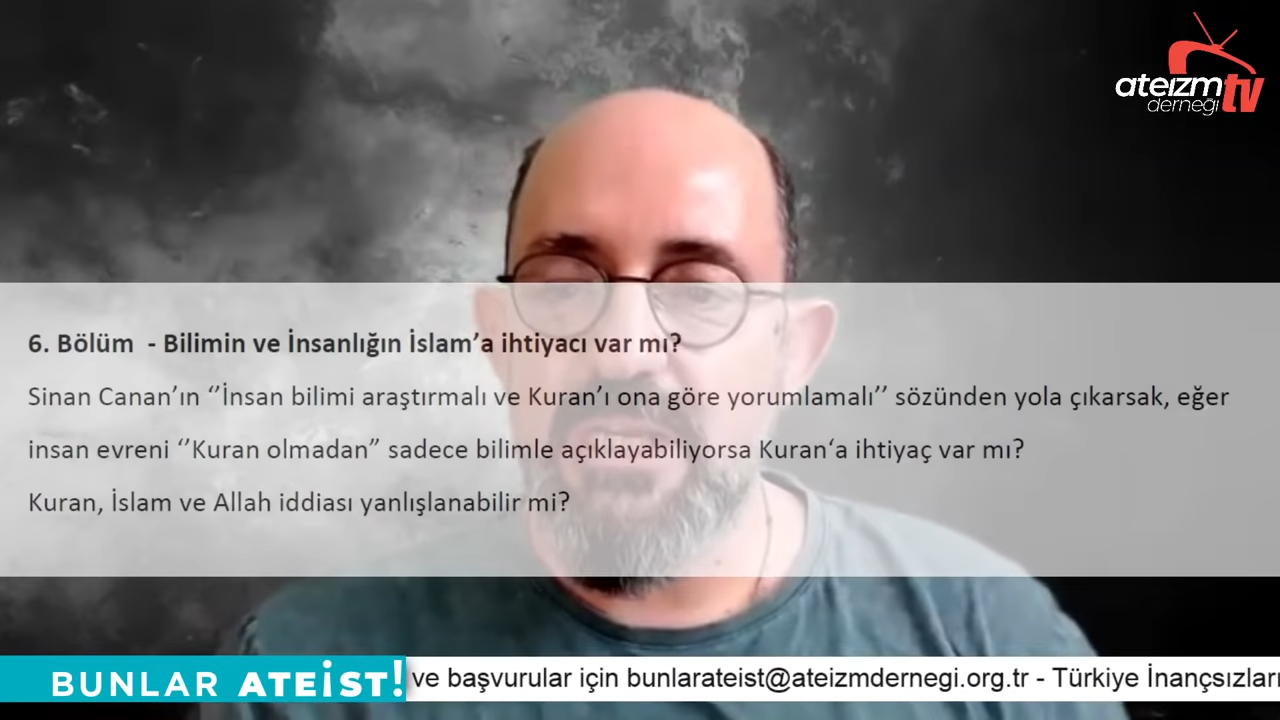 ateizm tv
derneği
6. Bölüm - Bilimin ve İnsanlığın İslam’a ihtiyacı var mı?
Sinan Canan’ın ‘’İnsan bilimi araştırmalı ve Kuran’ı ona göre yorumlamalı’’ sözünden yola çıkarsak, eğer
insan evreni ‘’Kuran olmadan” sadece bilimle açıklayabiliyorsa Kuran‘a ihtiyaç var mı?
Kuran, İslam ve Allah iddiası yanlışlanabilir mi?
BUNLAR ATEİST! ve başvurular için bunlarateist@ateizmdernegi.org.tr - Türkiye İnançsızları